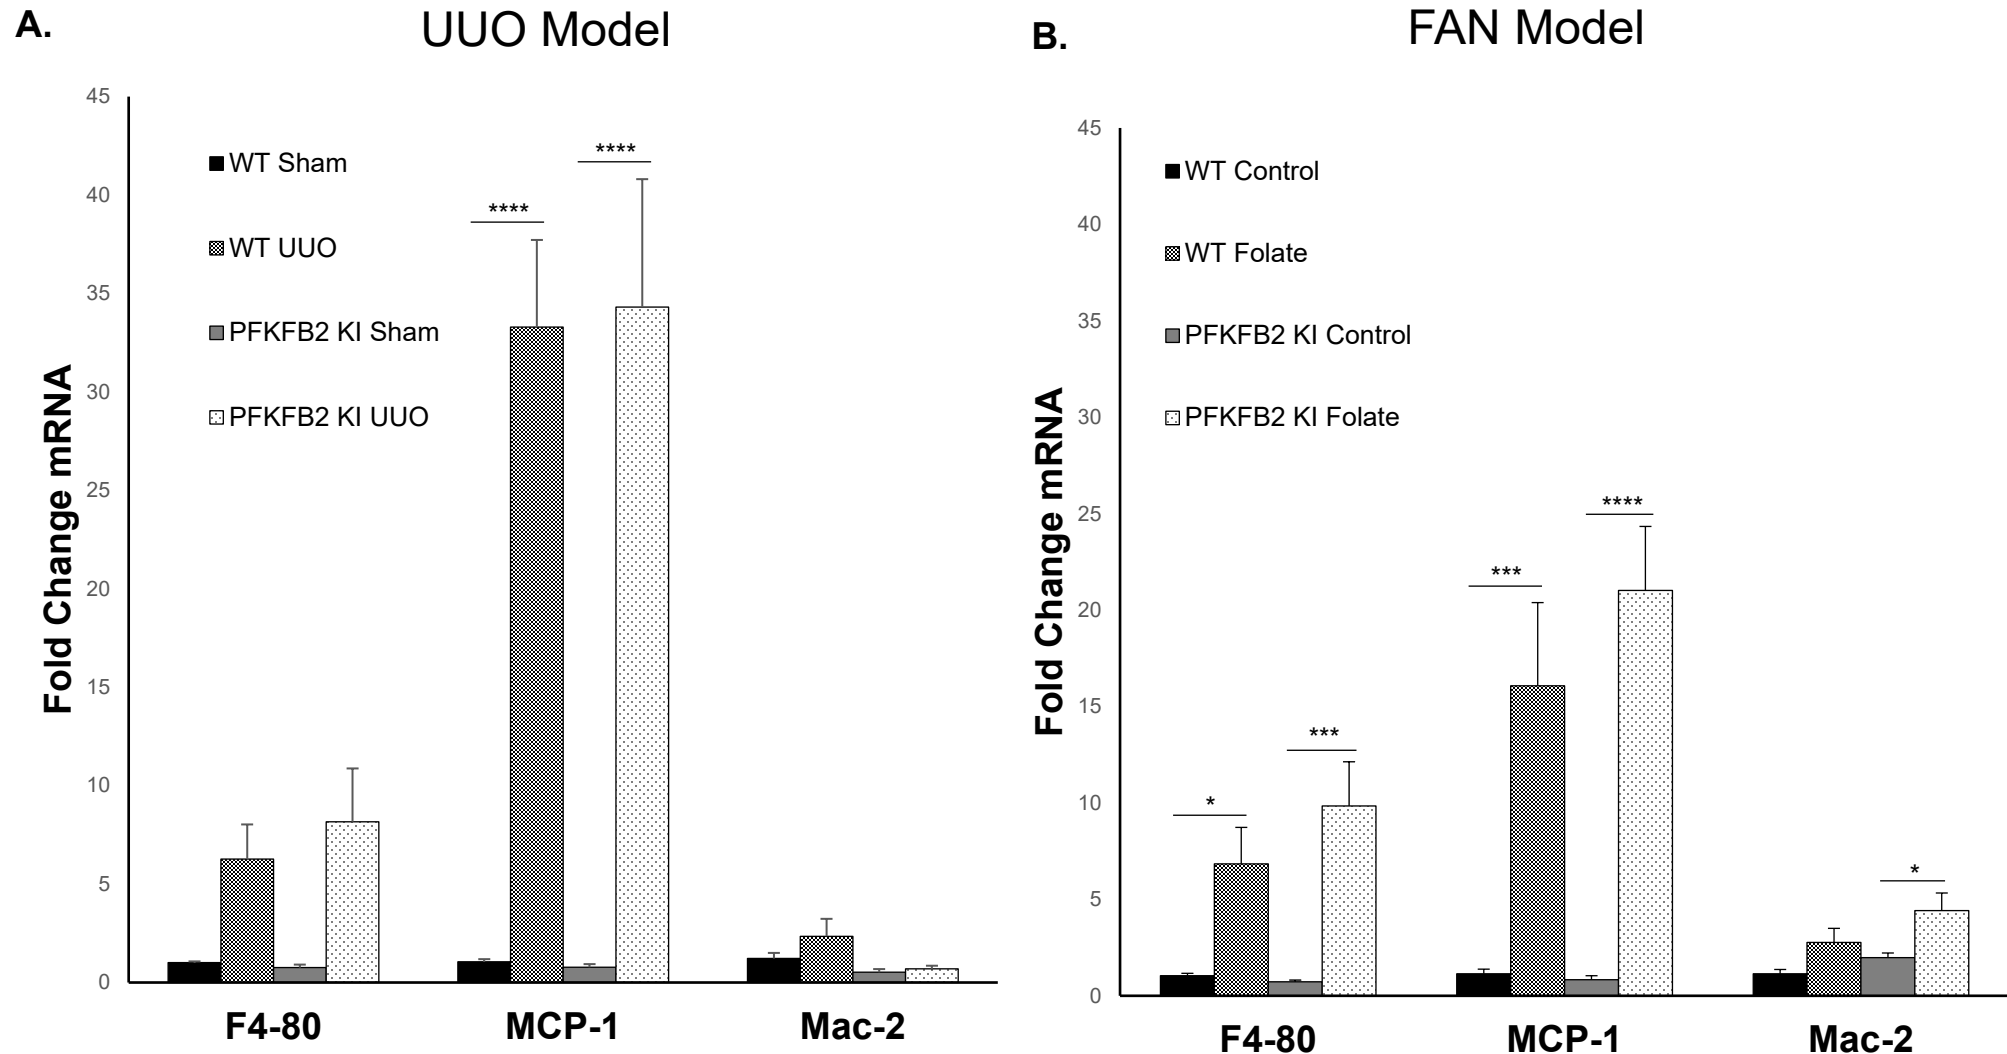 A.
UUO Model
45
40
35
30
25
20
15
10
5
0
Fold Change mRNA
WT Sham
WT UUO
PFKFB2 KI Sham
PFKFB2 KI UUO
****
****
F4-80 MCP-1 Mac-2
B.
FAN Model
45
40
35
30
25
20
15
10
5
0
Fold Change mRNA
WT Control
WT Folate
PFKFB2 KI Control
PFKFB2 KI Folate
****
***
***
*
*
F4-80 MCP-1 Mac-2